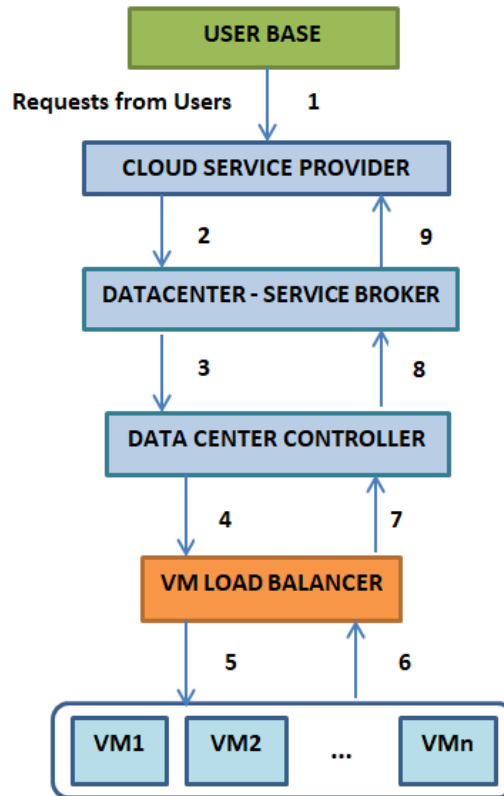 USER BASE
Requests from Users 1
CLOUD SERVICE PROVIDER
2 9
DATACENTER - SERVICE BROKER
3 8
DATA CENTER CONTROLLER
4 7
VM LOAD BALANCER
5 6
VM1 VM2 ... VMn